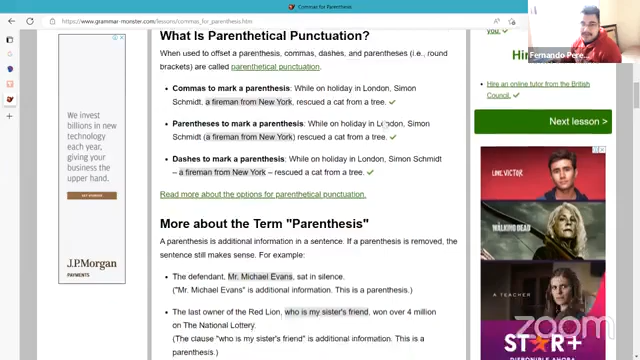 Commas for Parenthesis
https://www.grammar-monster.com/lessons/commas_for_parenthesis.htm
What Is Parenthetical Punctuation?
When used to offset a parenthesis, commas, dashes, and parentheses (i.e., round
brackets) are called parenthetical punctuation.
Commas to mark a parenthesis: While on holiday in London, Simon
Schmidt, a fireman from New York, rescued a cat from a tree.
Parentheses to mark a parenthesis: While on holiday in London, Simon
Schmidt (a fireman from New York) rescued a cat from a tree.
Dashes to mark a parenthesis: While on holiday in London, Simon Schmidt
– a fireman from New York – rescued a cat from a tree.
Read more about the options for parenthetical punctuation.
More about the Term "Parenthesis"
A parenthesis is additional information in a sentence. If a parenthesis is removed, the
sentence still makes sense. For example:
The defendant, Mr. Michael Evans, sat in silence.
("Mr. Michael Evans" is additional information. This is a parenthesis.)
The last owner of the Red Lion, who is my sister's friend, won over 4 million
on The National Lottery.
(The clause "who is my sister's friend" is additional information. This is a
parenthesis.)
We invest
billions in new
technology
each year,
giving your
business the
upper hand.
J.P.Morgan
PAYMENTS
you.
Hir
Fernando Pere
Hire an online tutor from the British
Council.
Next lesson >
LOVE, VICTOR
WALKING
DEAD
A TEACHER
STAR+
DISPONIBLE AHORA
zoom